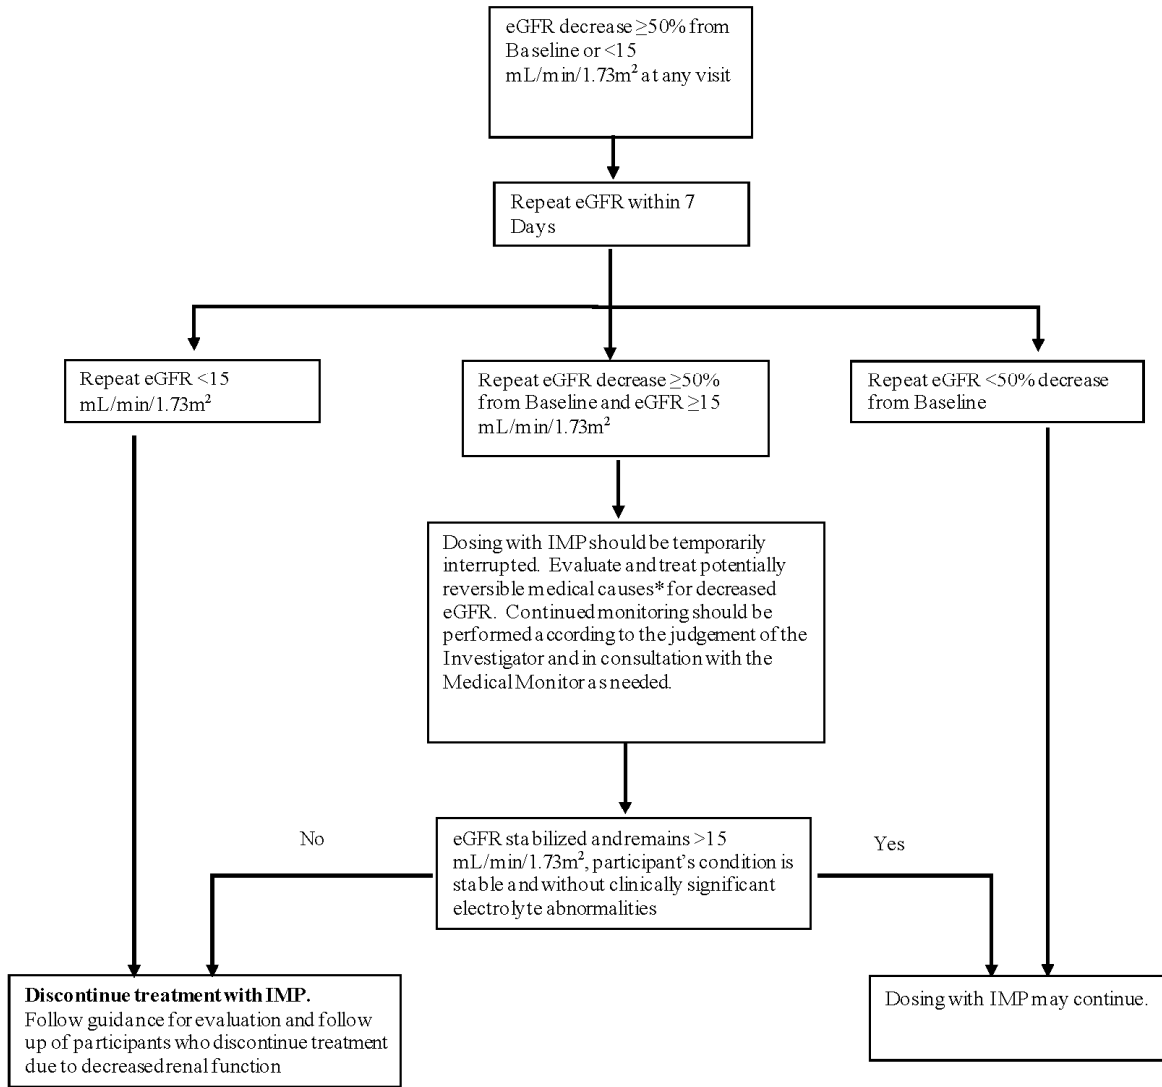 eGFR decrease ≥50% from
Baseline or <15
mL/min/1.73m² at any visit
Repeat eGFR within 7
Days
Repeat eGFR <15
mL/min/1.73m²
Repeat eGFR decrease ≥50%
from Baseline and eGFR ≥15
mL/min/1.73m²
Repeat eGFR <50% decrease
from Baseline
Dosing with IMP should be temporarily
interrupted. Evaluate and treat potentially
reversible medical causes* for decreased
eGFR. Continued monitoring should be
performed according to the judgement of the
Investigator and in consultation with the
Medical Monitor as needed.
No
eGFR stabilized and remains >15
mL/min/1.73m², participant's condition is
stable and without clinically significant
electrolyte abnormalities
Yes
Discontinue treatment with IMP.
Follow guidance for evaluation and follow
up of participants who discontinue treatment
due to decreased renal function
Dosing with IMP may continue.